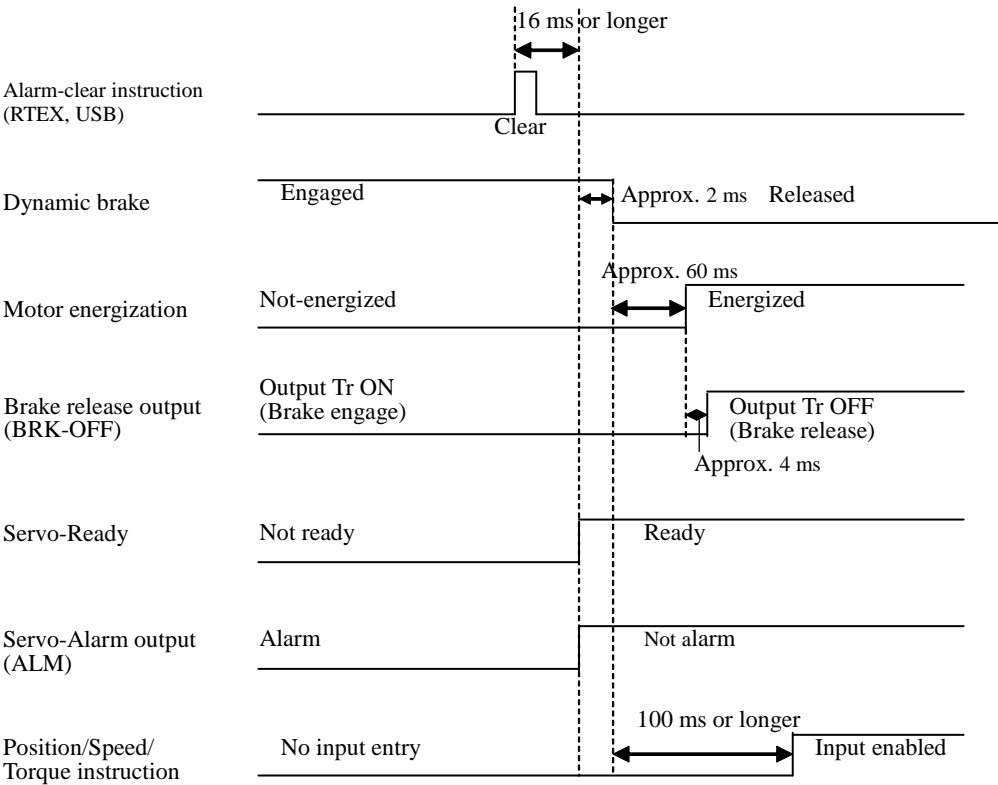 16 ms or longer
Alarm-clear instruction
(RTEX, USB)
Clear
Dynamic brake
Engaged
Approx. 2 ms
Released
Approx. 60 ms
Motor energization
Not-energized
Energized
Brake release output
(BRK-OFF)
Output Tr ON
(Brake engage)
Output Tr OFF
(Brake release)
Approx. 4 ms
Servo-Ready
Not ready
Ready
Servo-Alarm output
(ALM)
Alarm
Not alarm
100 ms or longer
Position/Speed/
Torque instruction
No input entry
Input enabled